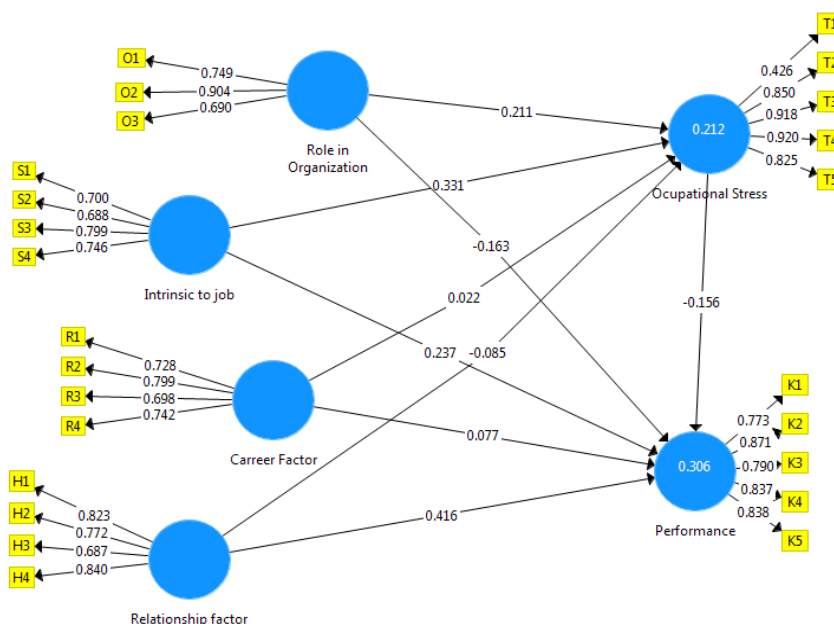 O1
O2
O3
0.749
0.904
0.690
Role in
Organization
S1
S2
S3
S4
0.700
0.688
0.799
0.746
Intrinsic to job
R1
R2
R3
R4
0.728
0.799
0.698
0.742
Carreer Factor
H1
H2
H3
H4
0.823
0.772
0.687
0.840
Relationship factor
0.211
0.331
-0.163
0.022
0.237
-0.085
0.077
0.416
-0.156
0.212
Ocupational Stress
T1
T2
T3
T4
T5
0.426
0.850
0.918
0.920
0.825
0.306
Performance
K1
K2
K3
K4
K5
0.773
0.871
0.790
0.837
0.838